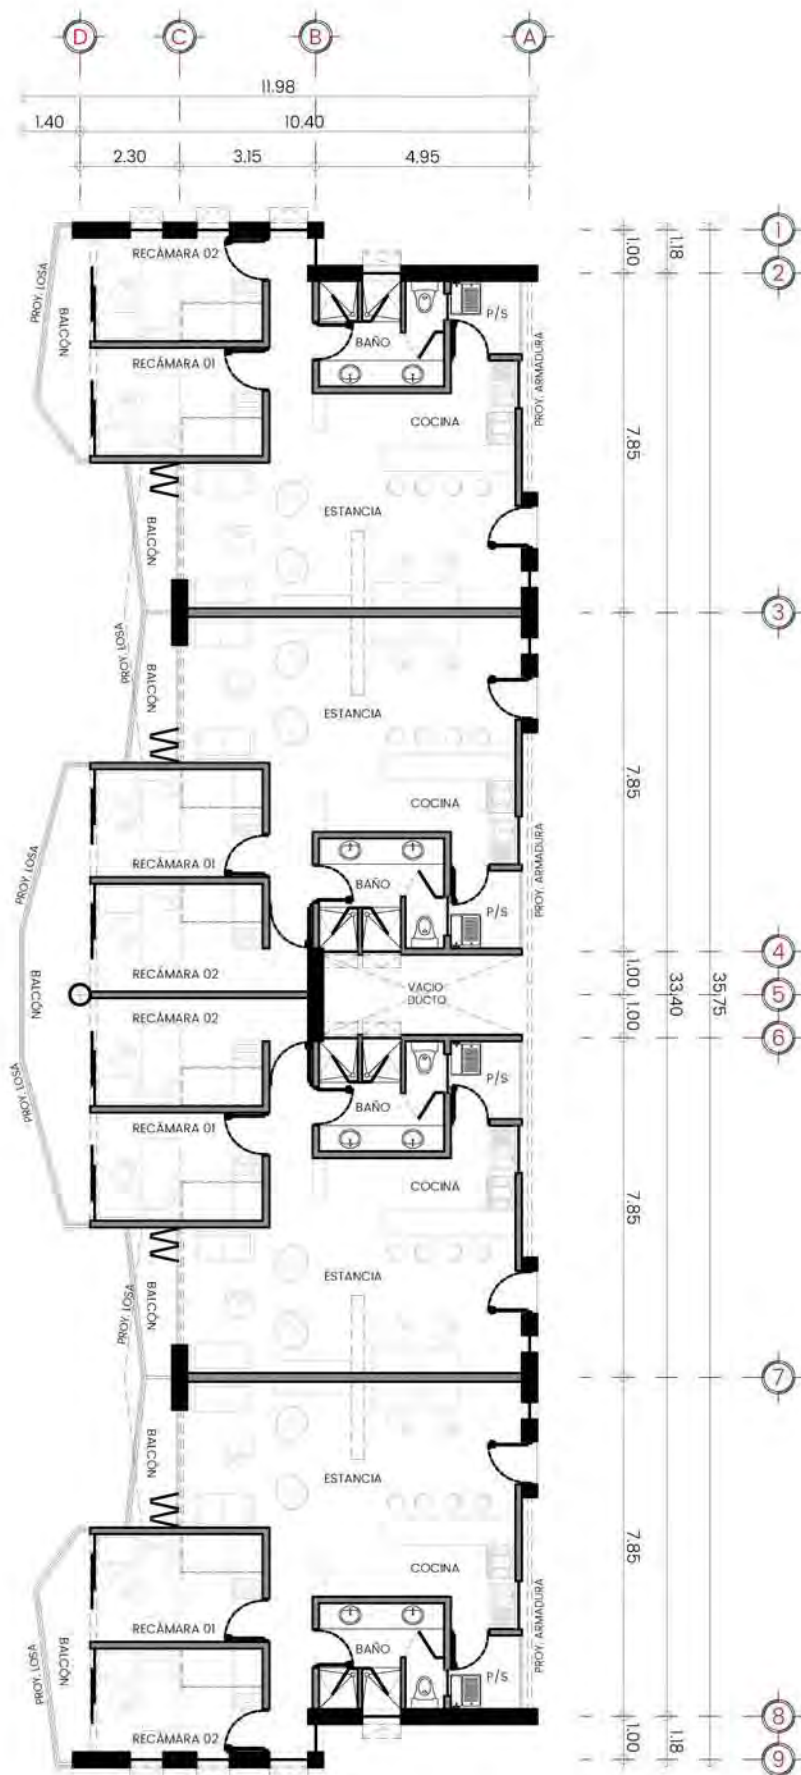 D C B A
11.98
1.40 10.40
2.30 3.15 4.95
1
RECÁMARA 02
1.00
1.18
2
PROY. LOSA
BALCÓN
P/S
PROY. ARMADURA
BAÑO
RECÁMARA 01
COCINA
7.85
ESTANCIA
BALCÓN
3
PROY. LOSA
BALCÓN
ESTANCIA
7.85
COCINA
PROY. LOSA
RECÁMARA 01
BAÑO
PROY. ARMADURA
P/S
4
RECÁMARA 02
BALCÓN
VACIO
DUCTO
1.00
1.00
33.40
35.75
5
RECÁMARA 02
6
PROY. LOSA
P/S
BAÑO
RECÁMARA 01
COCINA
7.85
ESTANCIA
PROY. LOSA
BALCÓN
7
BALCÓN
ESTANCIA
7.85
COCINA
PROY. ARMADURA
RECÁMARA 01
BAÑO
BALCÓN
PROY. LOSA
P/S
8
RECÁMARA 02
1.00
1.18
9